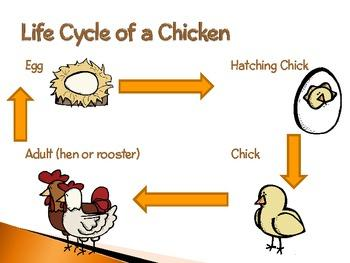 Life Cycle of a Chicken
Egg
Hatching Chick
Adult (hen or rooster)
Chick